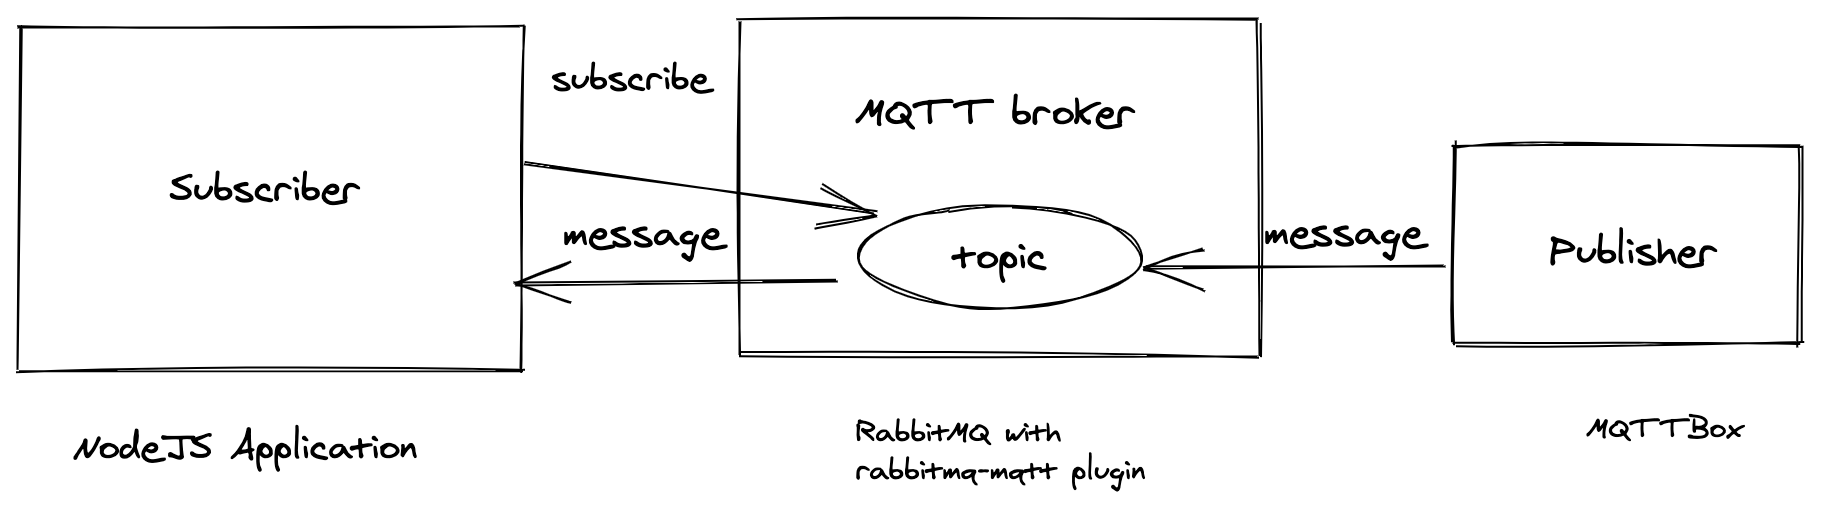 subscribe
MQTT broker
Subscriber
message
message
topic
Publisher
NodeJS Application
RabbitMQ with
rabbitmq-mqtt plugin
MQTTBox